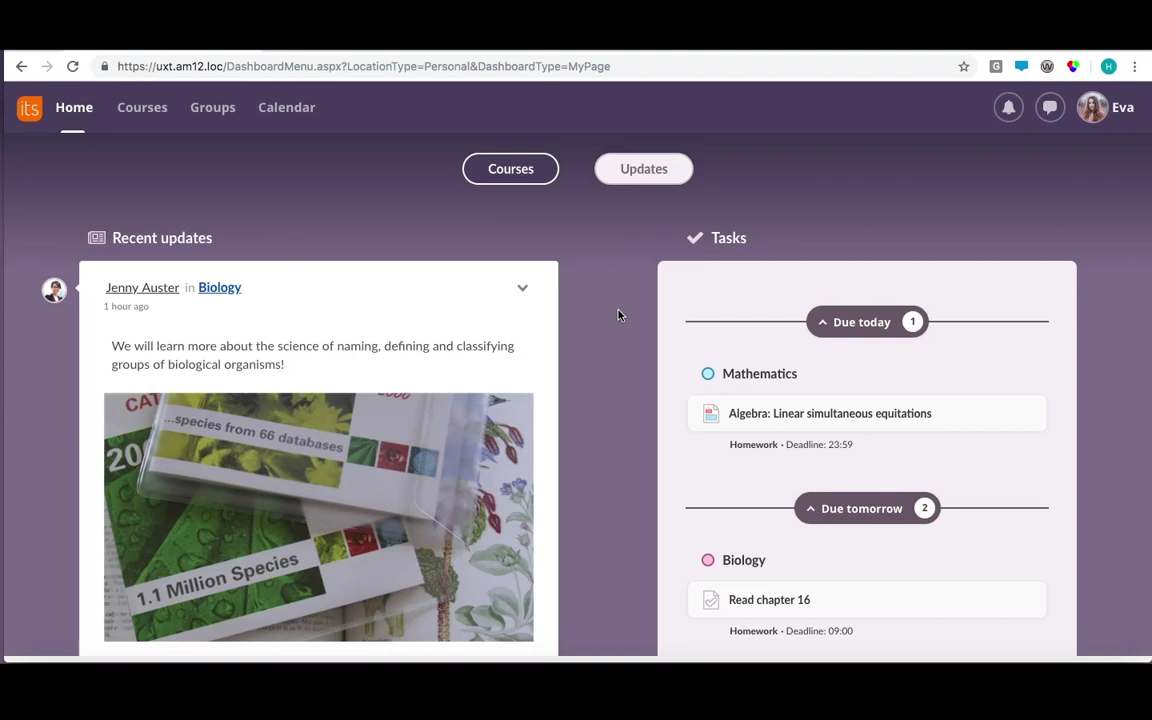 https://uxt.am12.loc/DashboardMenu.aspx?LocationType=Personal&DashboardType=MyPage
G W H
its Home Courses Groups Calendar Eva
Courses Updates
Recent updates
Jenny Auster in Biology
1 hour ago
We will learn more about the science of naming, defining and classifying
groups of biological organisms!
CAT 2000
...species from 66 databases
20
1.1 Million Species
Tasks
Due today 1
Mathematics
Algebra: Linear simultaneous equitations
Homework · Deadline: 23:59
Due tomorrow 2
Biology
Read chapter 16
Homework · Deadline: 09:00